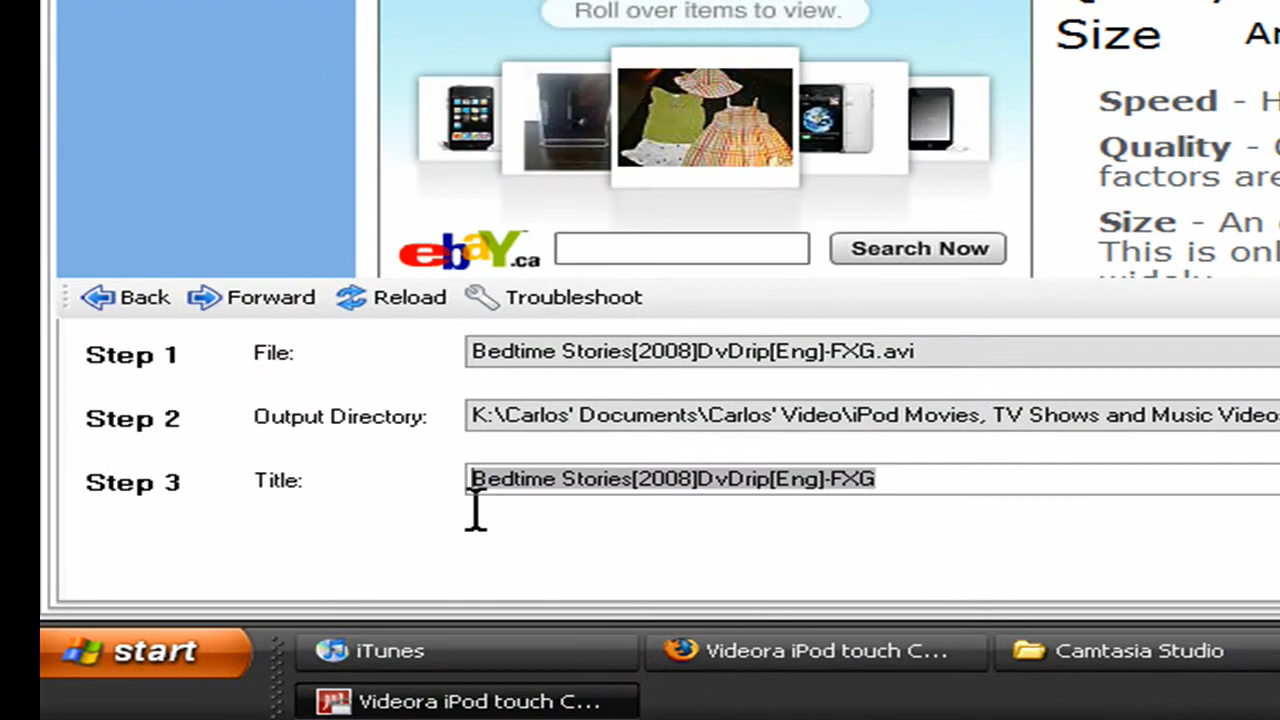 Roll over items to view.
Size
Speed - H
Quality -
factors are
Size - An
This is onl
widely
ebaY.ca
Search Now
Back
Forward
Reload
Troubleshoot
Step 1
File:
Bedtime Stories[2008]DvDrip[Eng]-FXG.avi
Step 2
Output Directory:
K:\Carlos' Documents\Carlos' Video\iPod Movies, TV Shows and Music Video
Step 3
Title:
Bedtime Stories[2008]DvDrip[Eng]-FXG
start
iTunes
Videora iPod touch C...
Camtasia Studio
Videora iPod touch C...